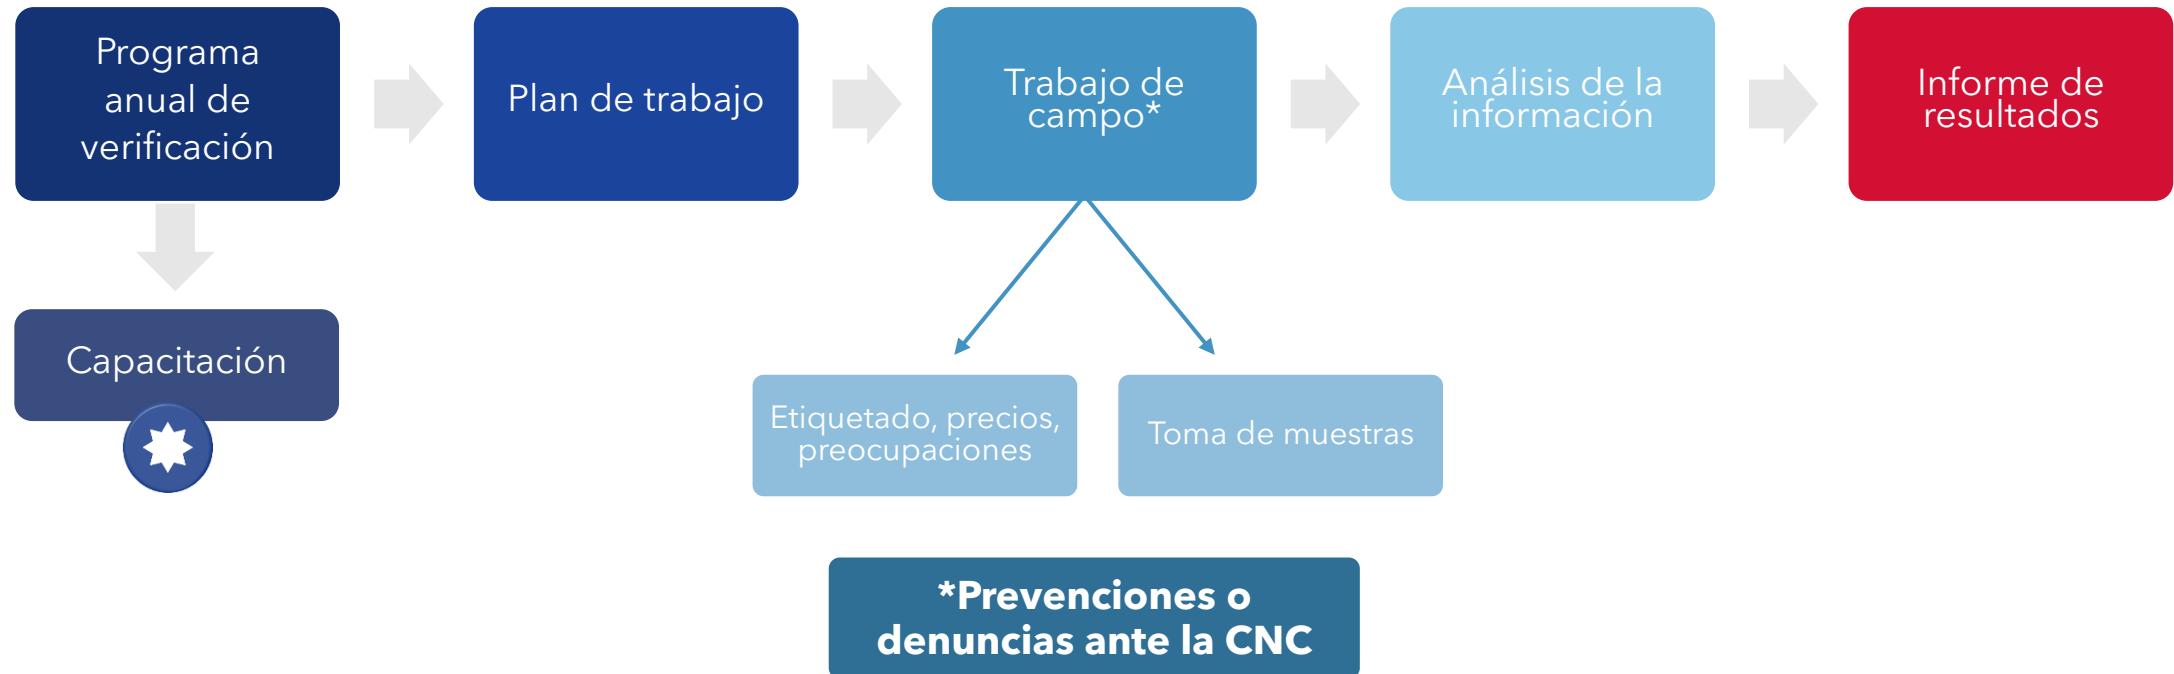 Programa
anual de
verificación
Plan de trabajo
Trabajo de
campo*
Análisis de la
información
Informe de
resultados
Capacitación
Etiquetado, precios,
preocupaciones
Toma de muestras
*Prevenciones o
denuncias ante la CNC